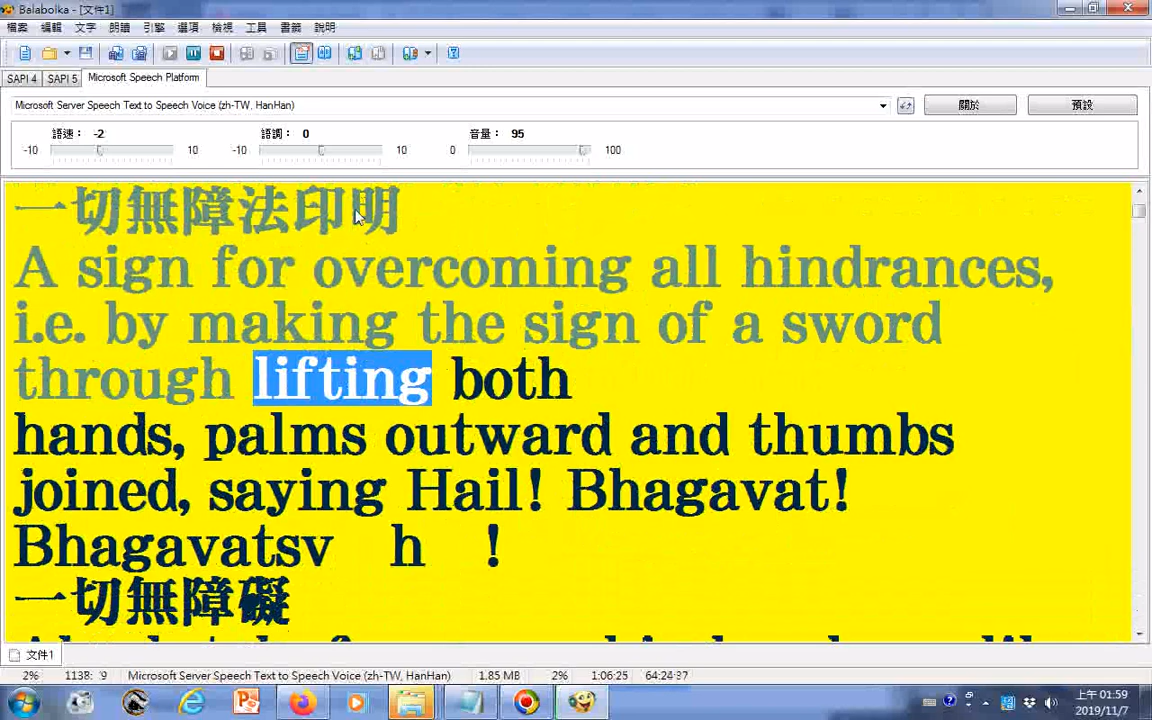 Balabolka - [文件1]
檔案 編輯 文字 朗讀 引擎 選項 檢視 工具 書籤 說明
SAPI 4 SAPI 5 Microsoft Speech Platform
Microsoft Server Speech Text to Speech Voice (zh-TW, HanHan) 關於 預設
語速： -2 語調： 0 音量： 95
-10 10 -10 10 0 100
一切無障法印明
A sign for overcoming all hindrances,
i.e. by making the sign of a sword
through lifting both
hands, palms outward and thumbs
joined, saying Hail! Bhagavat!
Bhagavatsv h !
一切無障礙
文件1
2% 1138: Microsoft Server Speech Text to Speech Voice (zh-TW, HanHan) 1.85 MB 2% 1:06:25
上午 01:59
2019/11/7